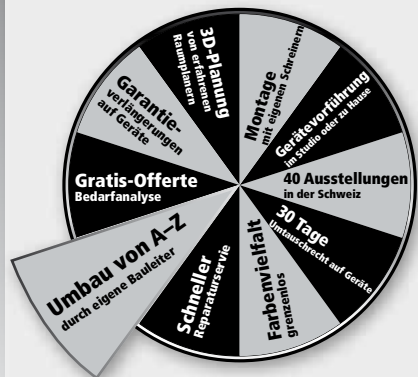 3D-Planung
von erfahrenen
Raumplanern
Montage
mit eigenen Schreinern
Gerätevorführung
im Studio oder zu Hause
40 Ausstellungen
in der Schweiz
30 Tage
Umtauschrecht auf Geräte
Farbenvielfalt
grenzenlos
Schneller
Reparaturservie
Umbau von A–Z
durch eigene Bauleiter
Gratis-Offerte
Bedarfanalyse
Garantie-
verlängerungen
auf Geräte